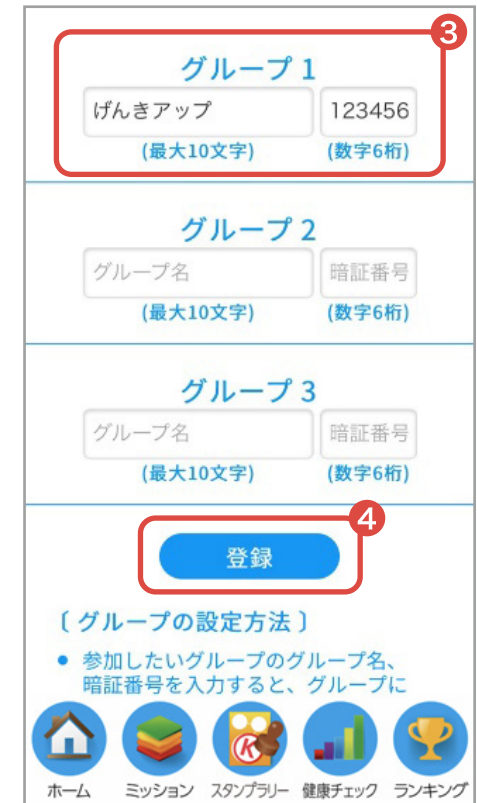 3
グループ 1
げんきアップ 123456
(最大10文字) (数字6桁)
グループ 2
グループ名 暗証番号
(最大10文字) (数字6桁)
グループ 3
グループ名 暗証番号
(最大10文字) (数字6桁)
4
登録
〔 グループの設定方法 〕
● 参加したいグループのグループ名、
暗証番号を入力すると、グループに
K
ホーム ミッション スタンプラリー 健康チェック ランキング